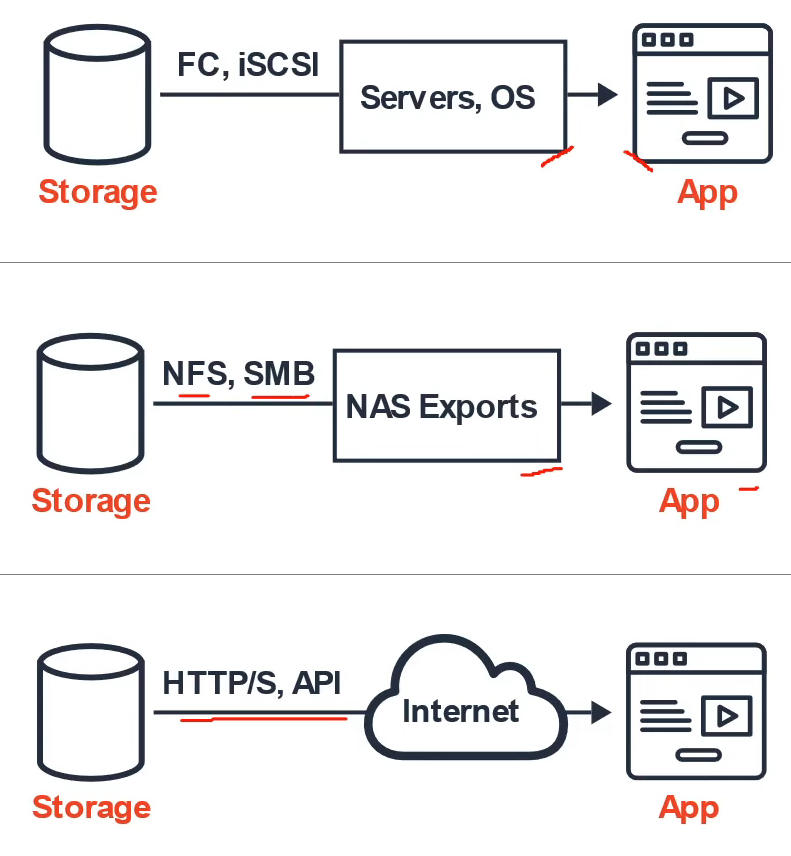 FC, iSCSI
Servers, OS
Storage
App
NFS, SMB
NAS Exports
Storage
App
HTTP/S, API
Internet
Storage
App